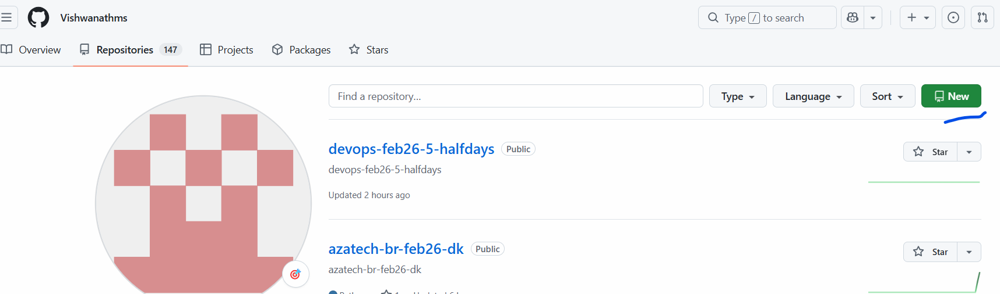 Vishwanathms
Type / to search
Overview
Repositories 147
Projects
Packages
Stars
Find a repository...
Type
Language
Sort
New
devops-feb26-5-halfdays Public
Star
devops-feb26-5-halfdays
Updated 2 hours ago
azatech-br-feb26-dk Public
Star
azatech-br-feb26-dk